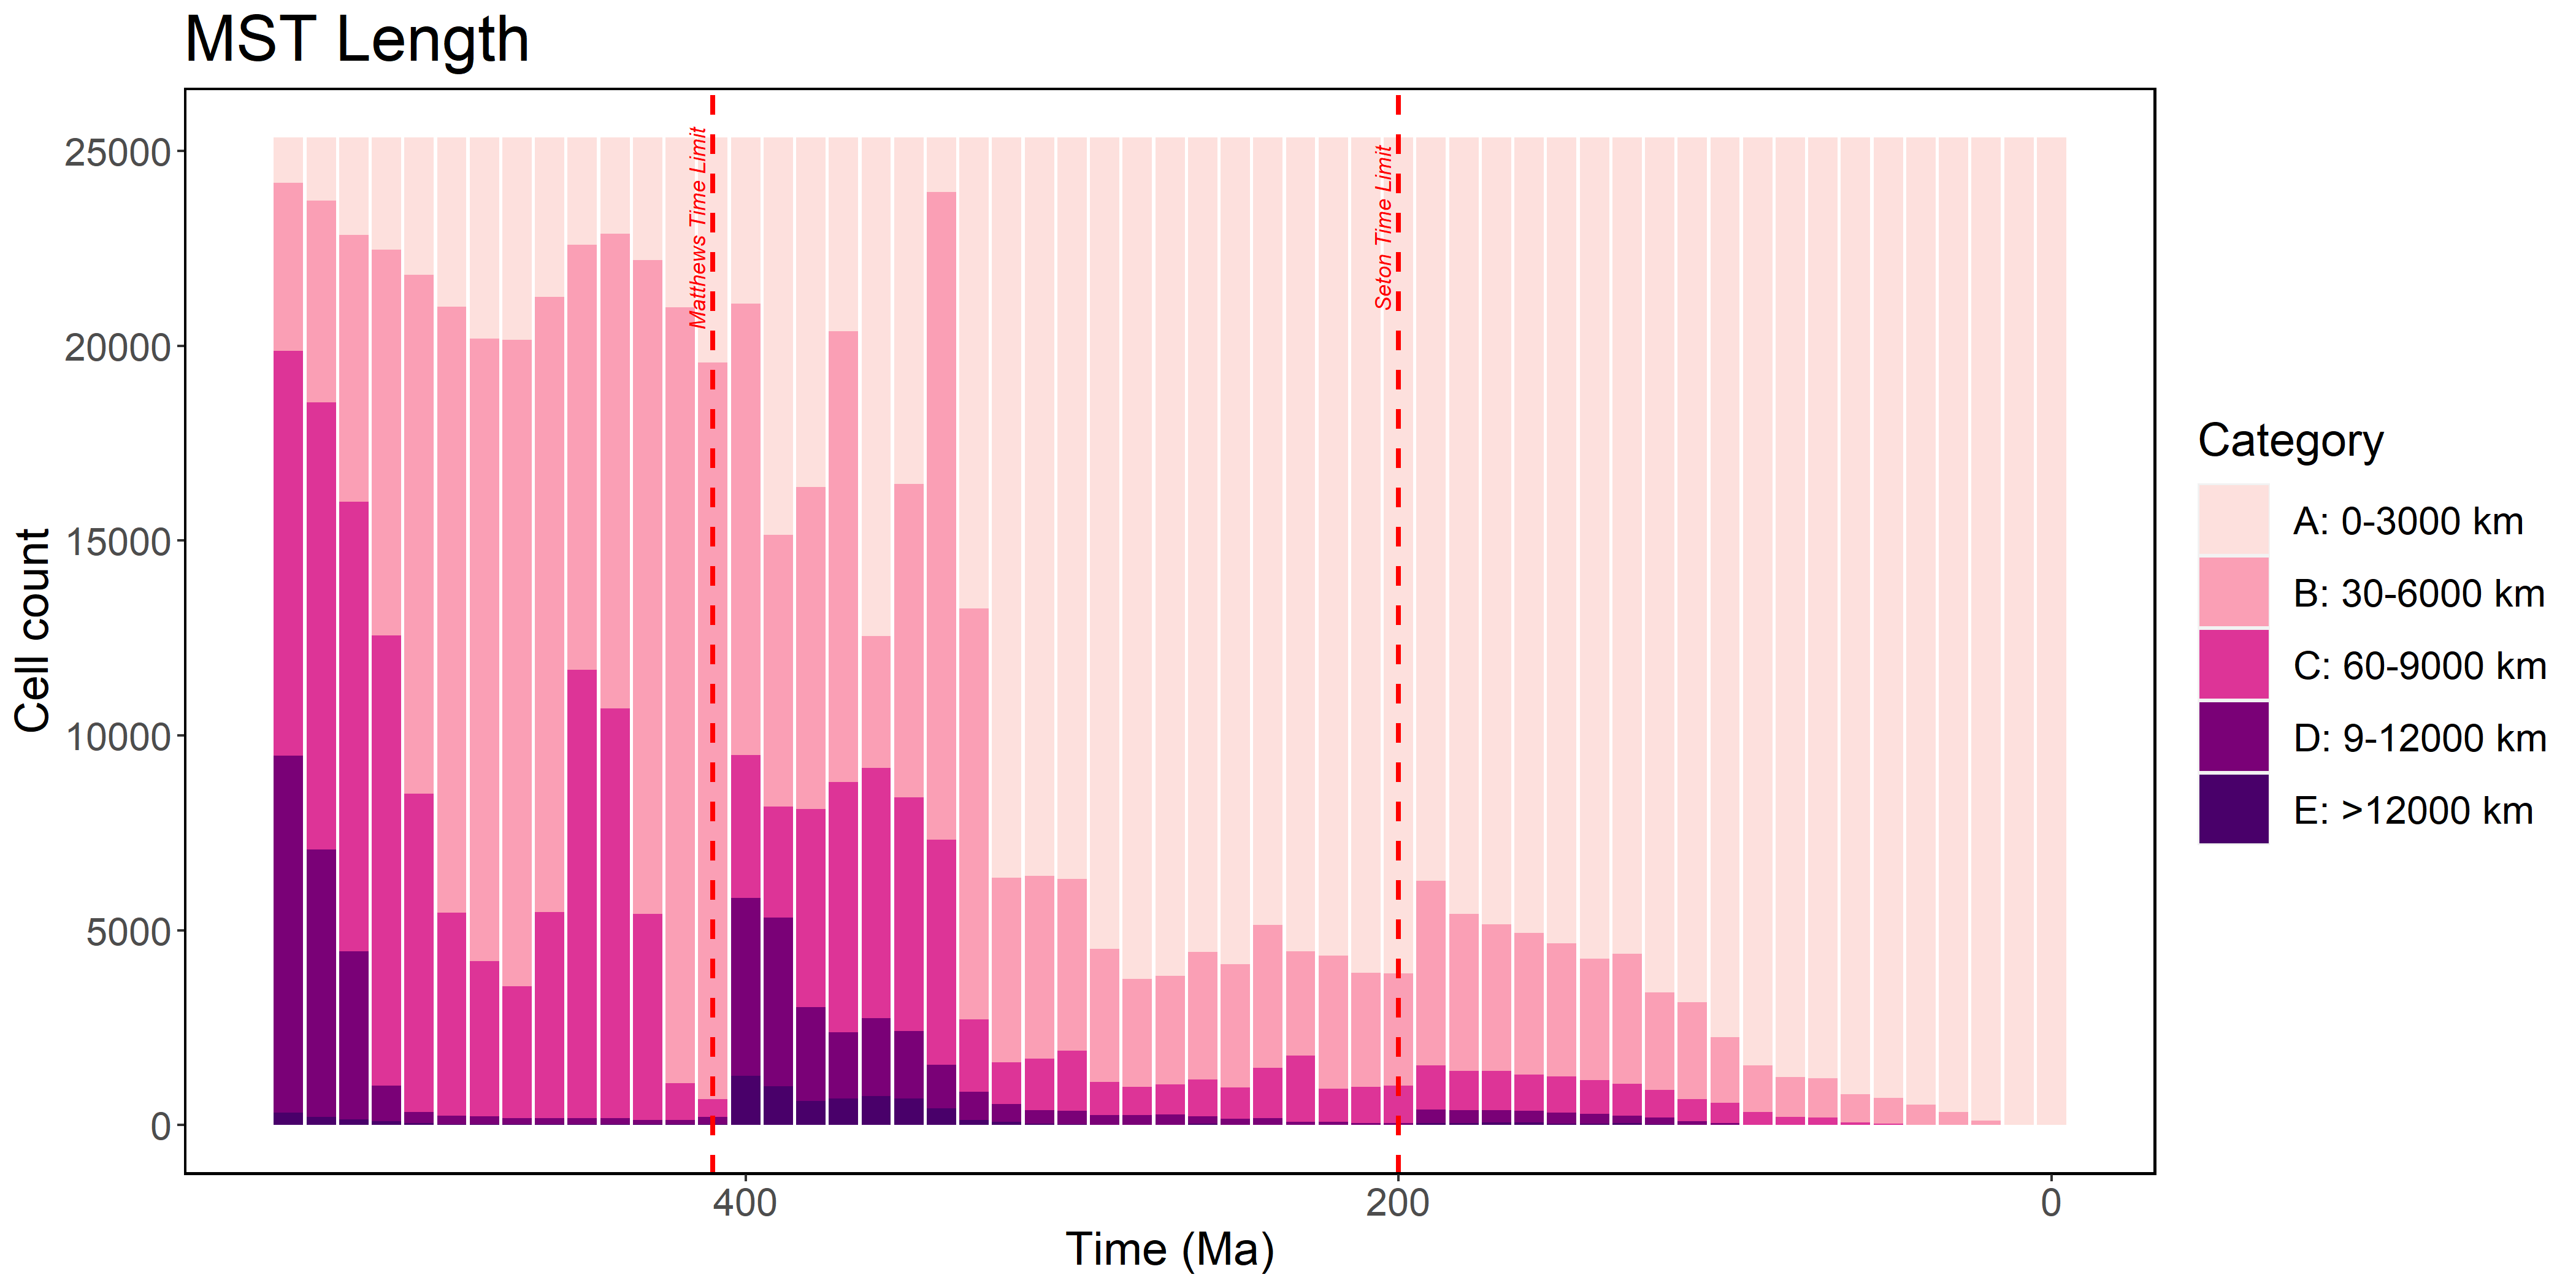 MST Length
25000
20000
15000
10000
5000
0
Cell count
Matthews Time Limit
Seton Time Limit
400
200
0
Time (Ma)
Category
A: 0-3000 km
B: 30-6000 km
C: 60-9000 km
D: 9-12000 km
E: >12000 km